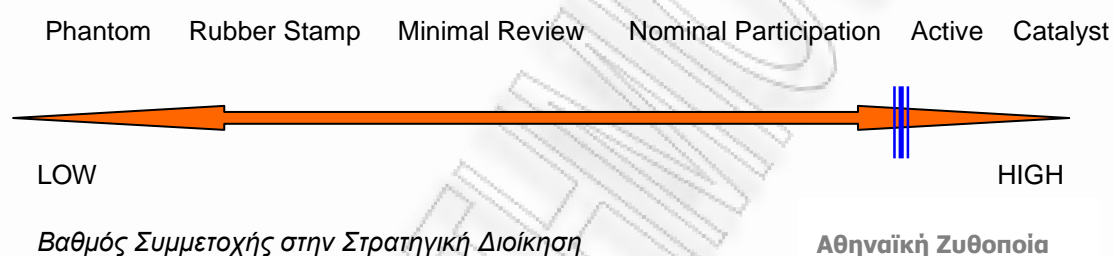 Phantom Rubber Stamp Minimal Review Nominal Participation Active Catalyst
LOW HIGH
Βαθμός Συμμετοχής στην Στρατηγική Διοίκηση Αθηναϊκή Ζυθοποιία